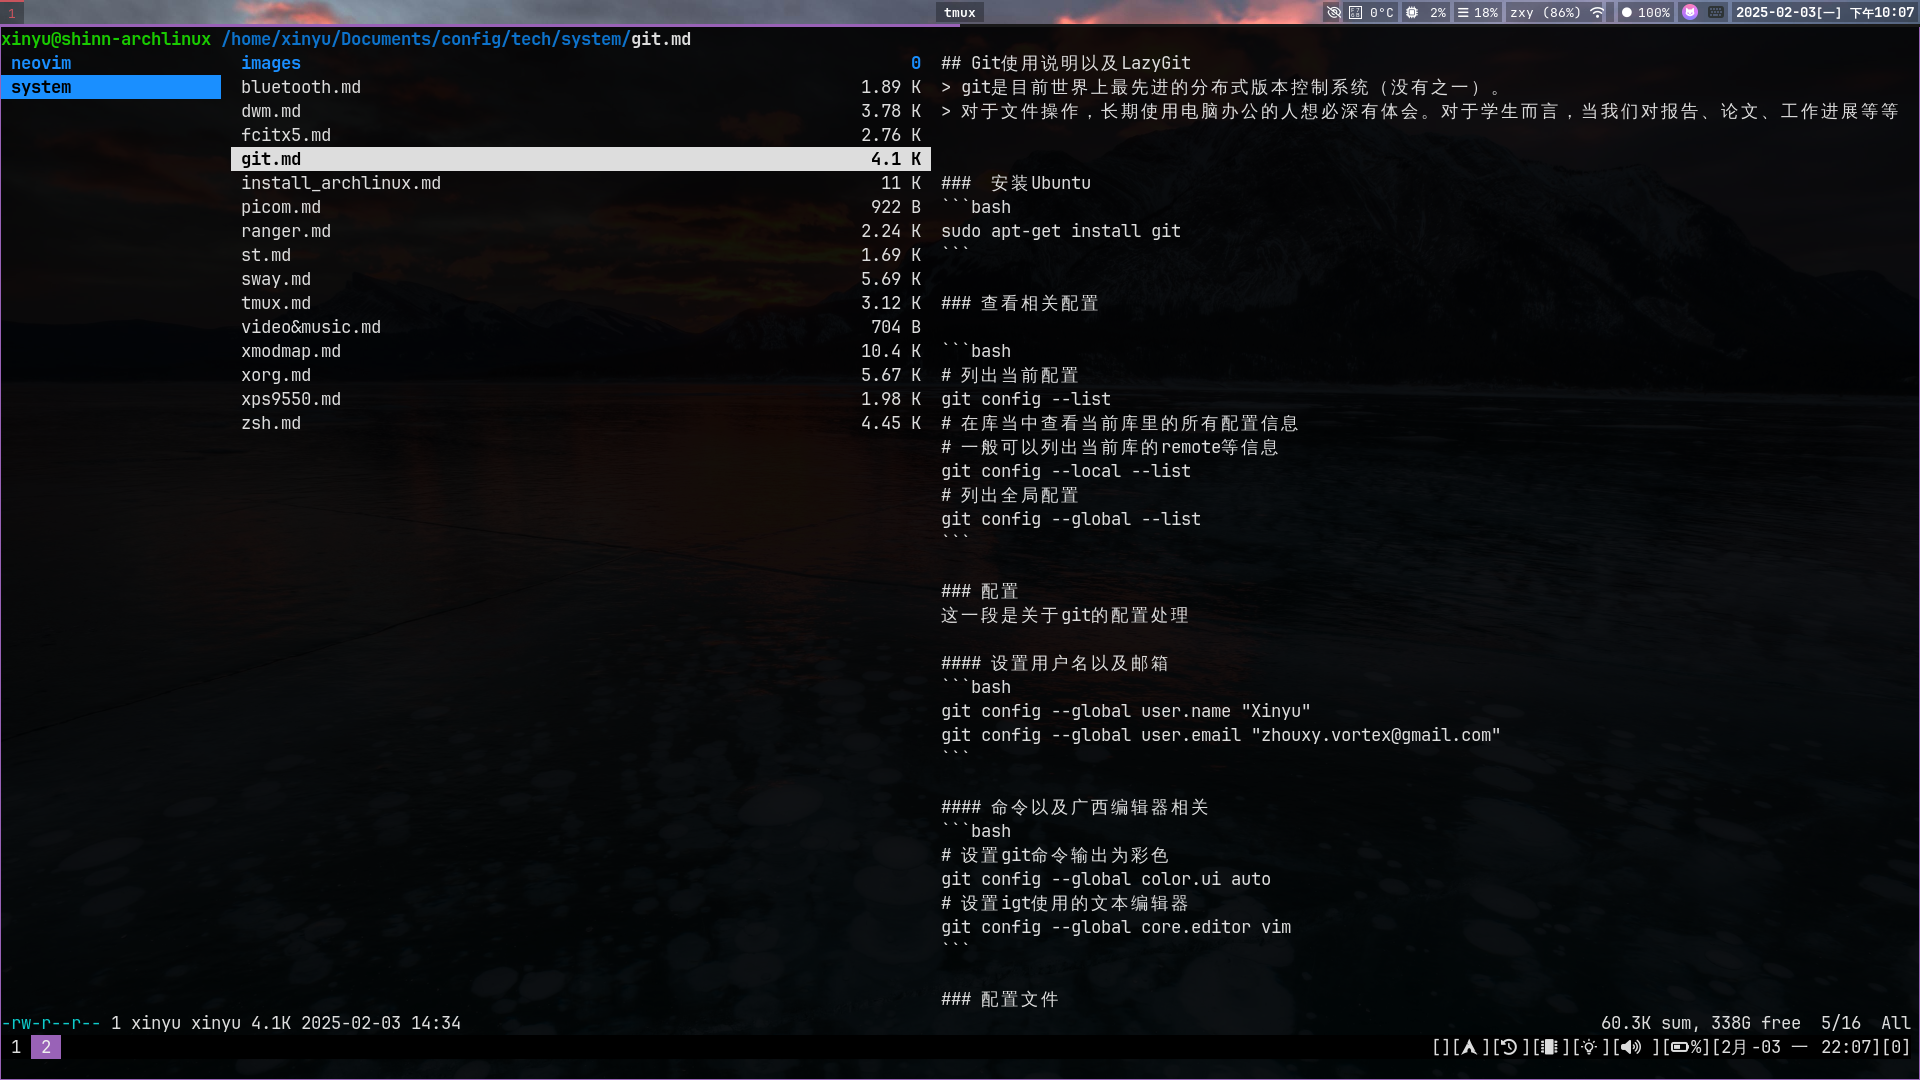 1 tmux 0°C 2% 18% zxy (86%) 100% 2025-02-03[一] 下午10:07
xinyu@shinn-archlinux /home/xinyu/Documents/config/tech/system/git.md
neovim
system
images 0
bluetooth.md 1.89 K
dwm.md 3.78 K
fcitx5.md 2.76 K
git.md 4.1 K
install_archlinux.md 11 K
picom.md 922 B
ranger.md 2.24 K
st.md 1.69 K
sway.md 5.69 K
tmux.md 3.12 K
video&music.md 704 B
xmodmap.md 10.4 K
xorg.md 5.67 K
xps9550.md 1.98 K
zsh.md 4.45 K
## Git使用说明以及LazyGit
> git是目前世界上最先进的分布式版本控制系统（没有之一）。
> 对于文件操作，长期使用电脑办公的人想必深有体会。对于学生而言，当我们对报告、论文、工作进展等等
### 安装Ubuntu
```bash
sudo apt-get install git
```
### 查看相关配置
```bash
# 列出当前配置
git config --list
# 在库当中查看当前库里的所有配置信息
# 一般可以列出当前库的remote等信息
git config --local --list
# 列出全局配置
git config --global --list
```
### 配置
这一段是关于git的配置处理
#### 设置用户名以及邮箱
```bash
git config --global user.name "Xinyu"
git config --global user.email "zhouxy.vortex@gmail.com"
```
#### 命令以及广西编辑器相关
```bash
# 设置git命令输出为彩色
git config --global color.ui auto
# 设置igt使用的文本编辑器
git config --global core.editor vim
```
### 配置文件
-rw-r--r-- 1 xinyu xinyu 4.1K 2025-02-03 14:34 60.3K sum, 338G free 5/16 All
1 2 [][][][][][ ][%][2月-03 一 22:07][0]